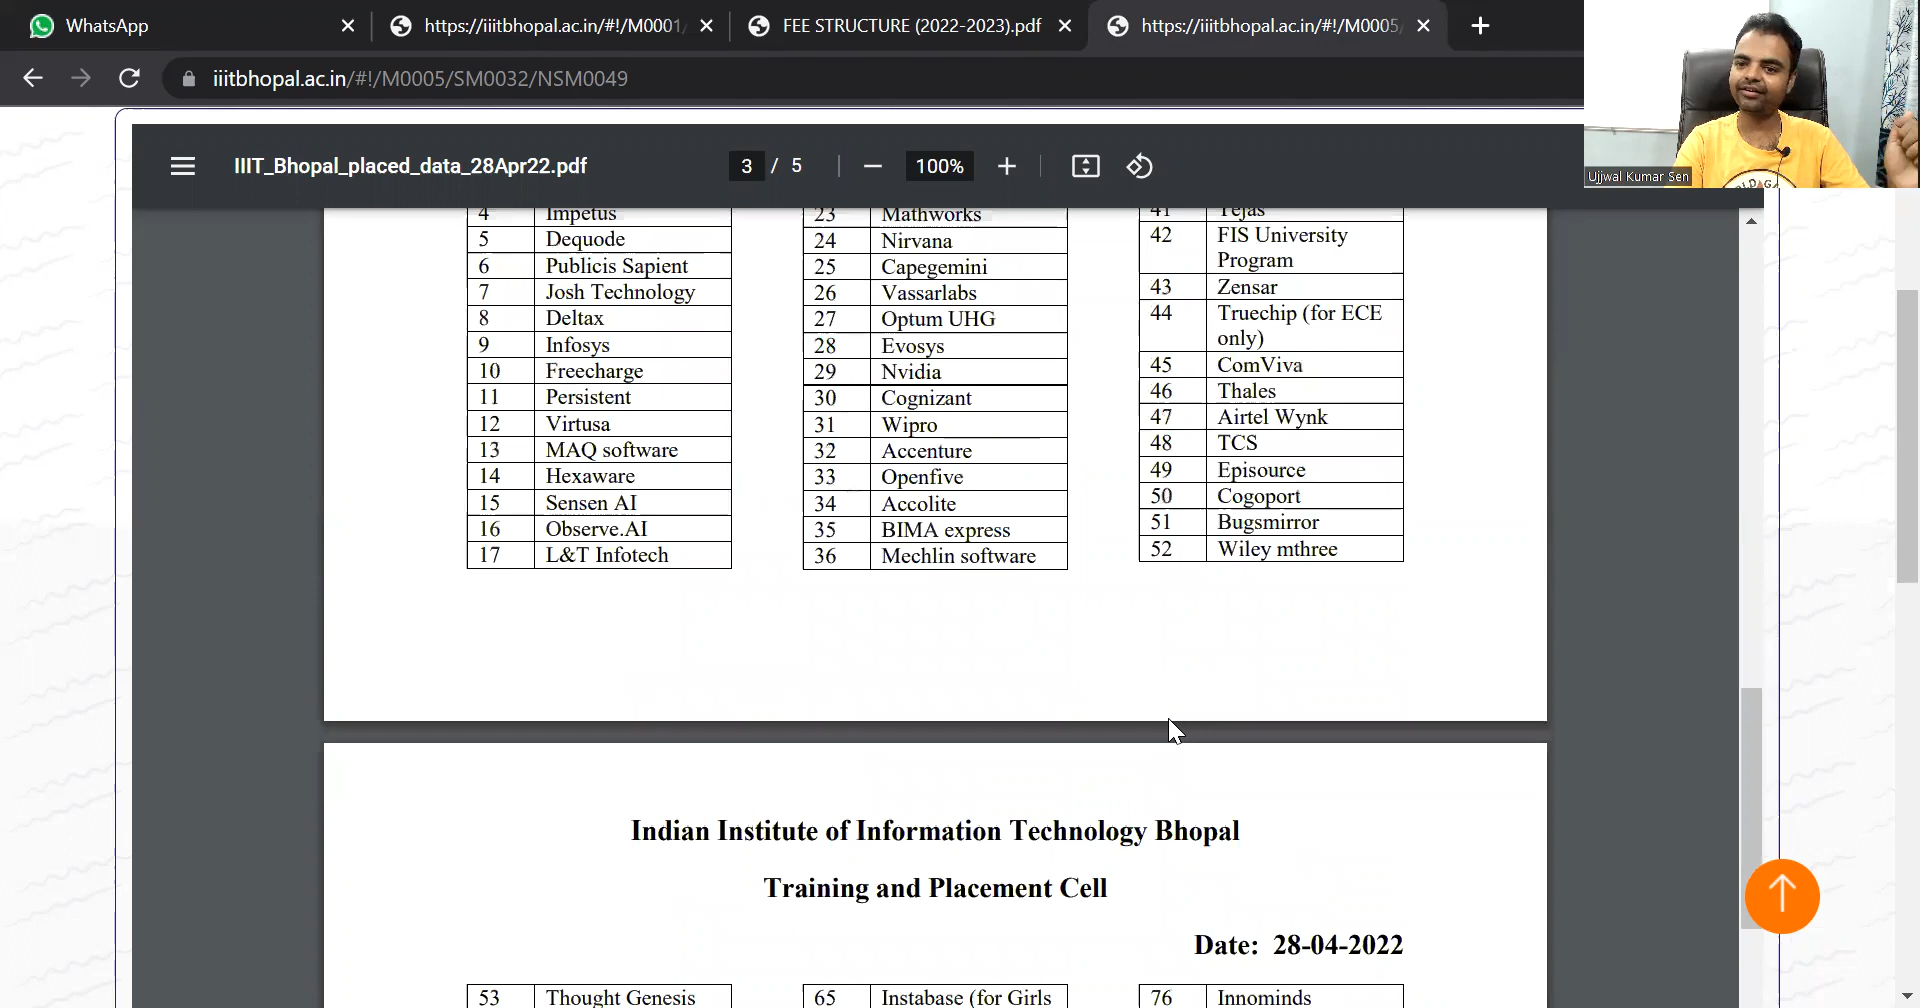 WhatsApp
https://iiitbhopal.ac.in/#!/M0001/
FEE STRUCTURE (2022-2023).pdf
https://iiitbhopal.ac.in/#!/M0005/
iiitbhopal.ac.in/#!/M0005/SM0032/NSM0049
Ujjwal Kumar Sen
IIIT_Bhopal_placed_data_28Apr22.pdf
3 / 5
100%
4 Impetus
5 Dequode
6 Publicis Sapient
7 Josh Technology
8 Deltax
9 Infosys
10 Freecharge
11 Persistent
12 Virtusa
13 MAQ software
14 Hexaware
15 Sensen AI
16 Observe.AI
17 L&T Infotech
23 Mathworks
24 Nirvana
25 Capegemini
26 Vassarlabs
27 Optum UHG
28 Evosys
29 Nvidia
30 Cognizant
31 Wipro
32 Accenture
33 Openfive
34 Accolite
35 BIMA express
36 Mechlin software
41 Tejas
42 FIS University
Program
43 Zensar
44 Truechip (for ECE
only)
45 ComViva
46 Thales
47 Airtel Wynk
48 TCS
49 Episource
50 Cogoport
51 Bugsmirror
52 Wiley mthree
Indian Institute of Information Technology Bhopal
Training and Placement Cell
Date: 28-04-2022
53 Thought Genesis
65 Instabase (for Girls
76 Innominds